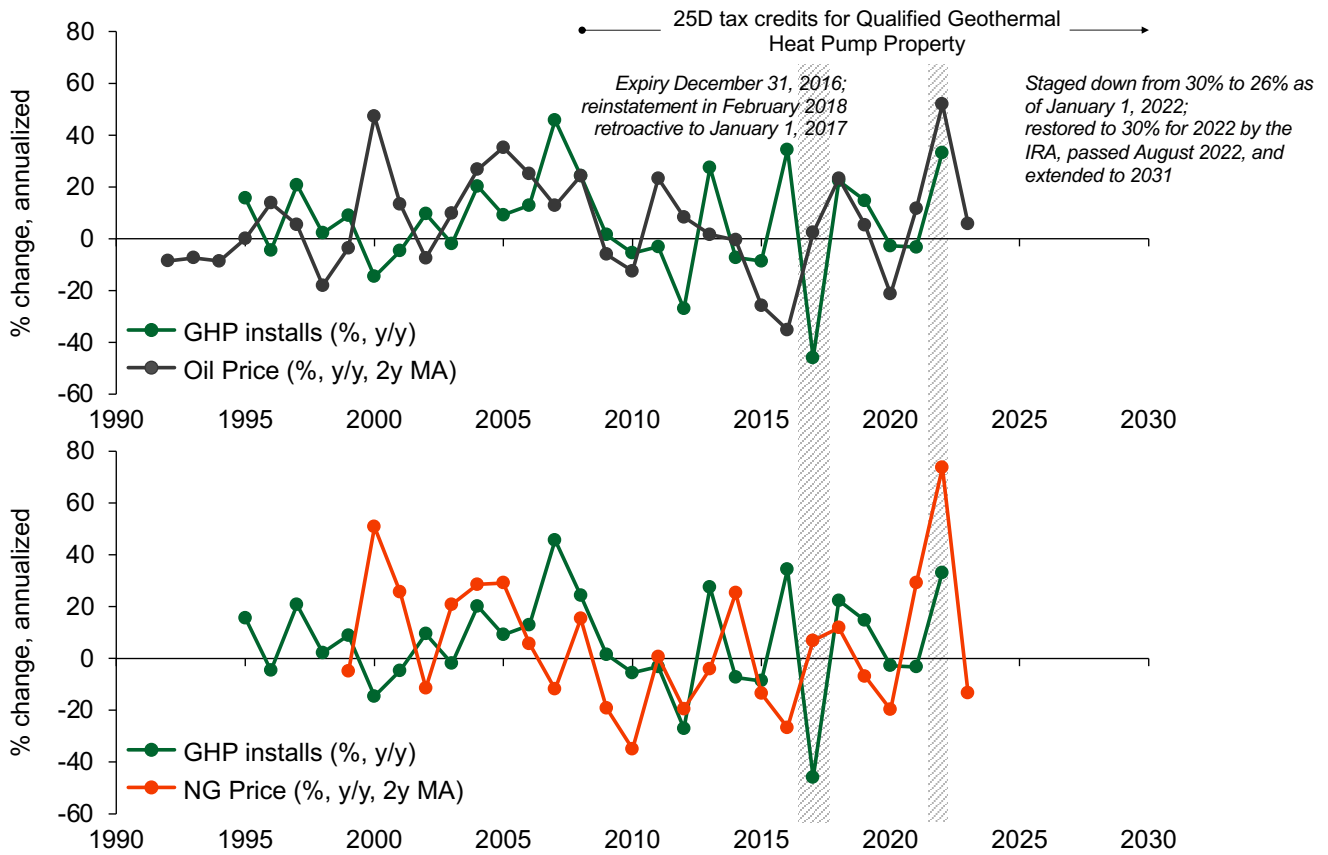 25D tax credits for Qualified Geothermal
Heat Pump Property
Expiry December 31, 2016;
reinstatement in February 2018
retroactive to January 1, 2017
Staged down from 30% to 26% as
of January 1, 2022;
restored to 30% for 2022 by the
IRA, passed August 2022, and
extended to 2031
% change, annualized
80
60
40
20
0
-20
-40
-60
GHP installs (%, y/y)
Oil Price (%, y/y, 2y MA)
1990 1995 2000 2005 2010 2015 2020 2025 2030
% change, annualized
80
60
40
20
0
-20
-40
-60
GHP installs (%, y/y)
NG Price (%, y/y, 2y MA)
1990 1995 2000 2005 2010 2015 2020 2025 2030